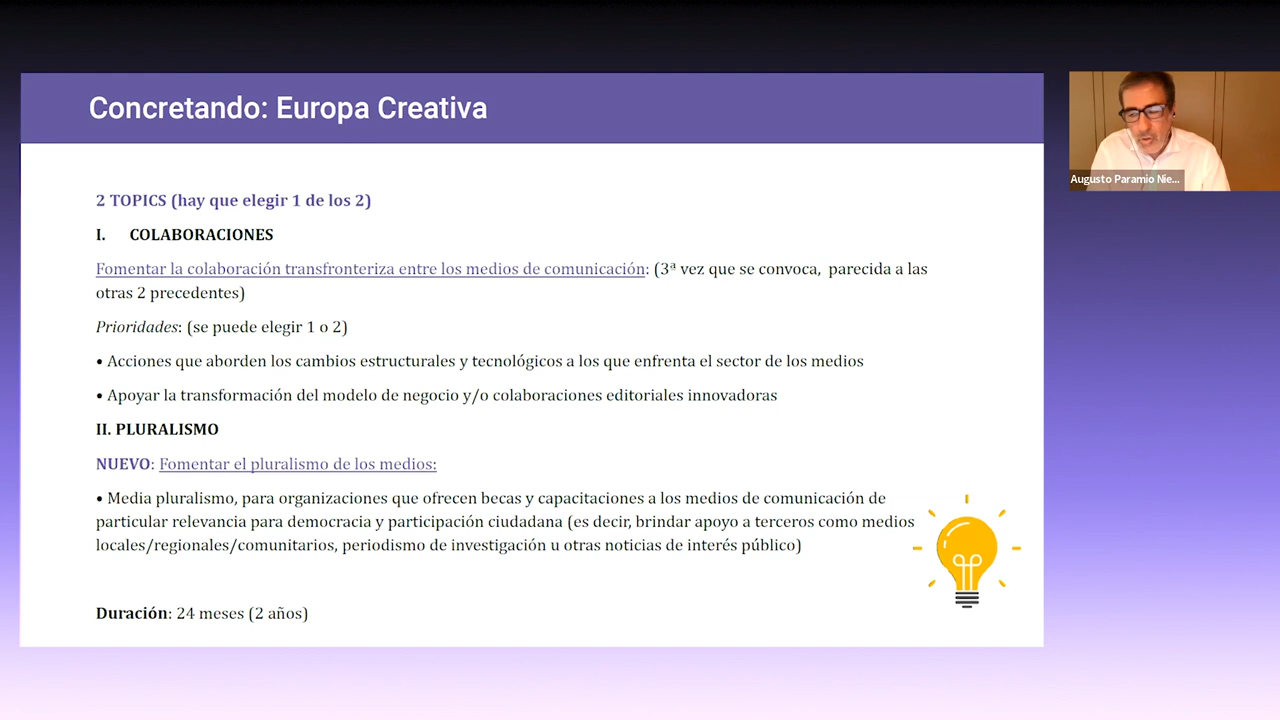 Concretando: Europa Creativa
2 TOPICS (hay que elegir 1 de los 2)
I. COLABORACIONES
Fomentar la colaboración transfronteriza entre los medios de comunicación: (3ª vez que se convoca, parecida a las
otras 2 precedentes)
Prioridades: (se puede elegir 1 o 2)
• Acciones que aborden los cambios estructurales y tecnológicos a los que enfrenta el sector de los medios
• Apoyar la transformación del modelo de negocio y/o colaboraciones editoriales innovadoras
II. PLURALISMO
NUEVO: Fomentar el pluralismo de los medios:
• Media pluralismo, para organizaciones que ofrecen becas y capacitaciones a los medios de comunicación de
particular relevancia para democracia y participación ciudadana (es decir, brindar apoyo a terceros como medios
locales/regionales/comunitarios, periodismo de investigación u otras noticias de interés público)
Duración: 24 meses (2 años)
Augusto Paramio Nie...